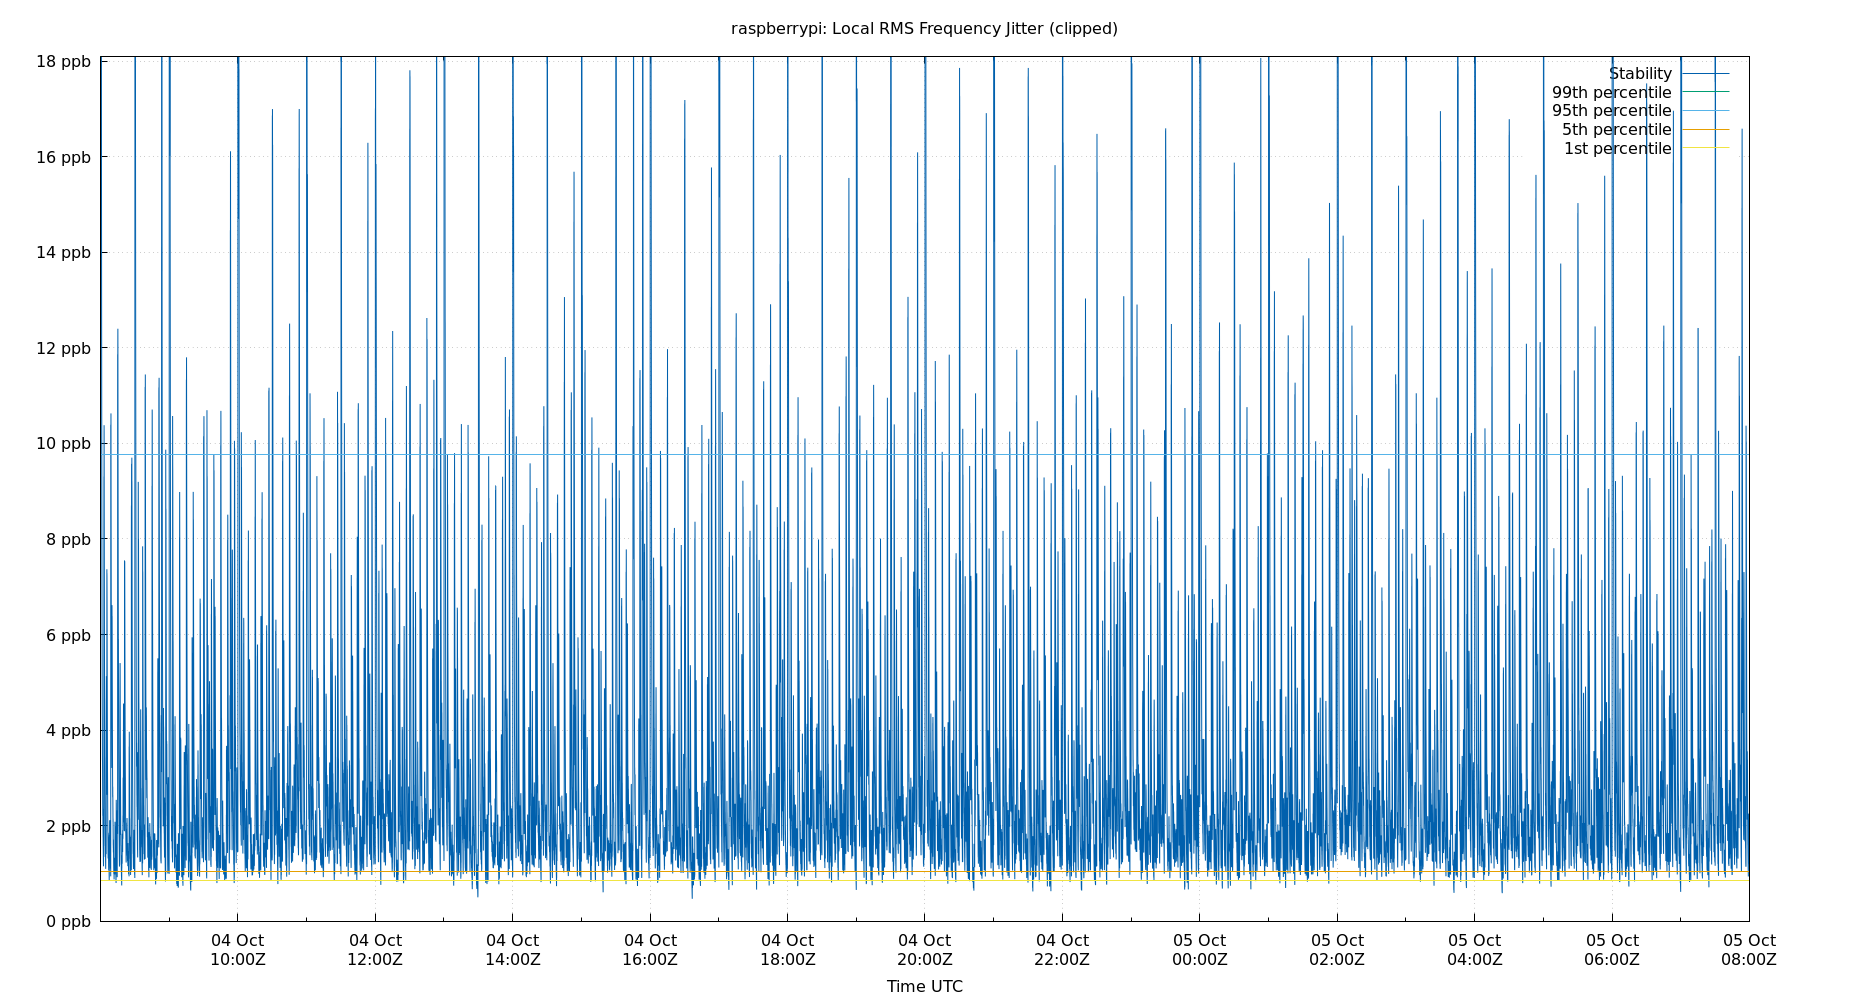 raspberrypi: Local RMS Frequency Jitter (clipped)
18 ppb
16 ppb
14 ppb
12 ppb
10 ppb
8 ppb
6 ppb
4 ppb
2 ppb
0 ppb
Stability
99th percentile
95th percentile
5th percentile
1st percentile
04 Oct
10:00Z
04 Oct
12:00Z
04 Oct
14:00Z
04 Oct
16:00Z
04 Oct
18:00Z
04 Oct
20:00Z
04 Oct
22:00Z
05 Oct
00:00Z
05 Oct
02:00Z
05 Oct
04:00Z
05 Oct
06:00Z
05 Oct
08:00Z
Time UTC